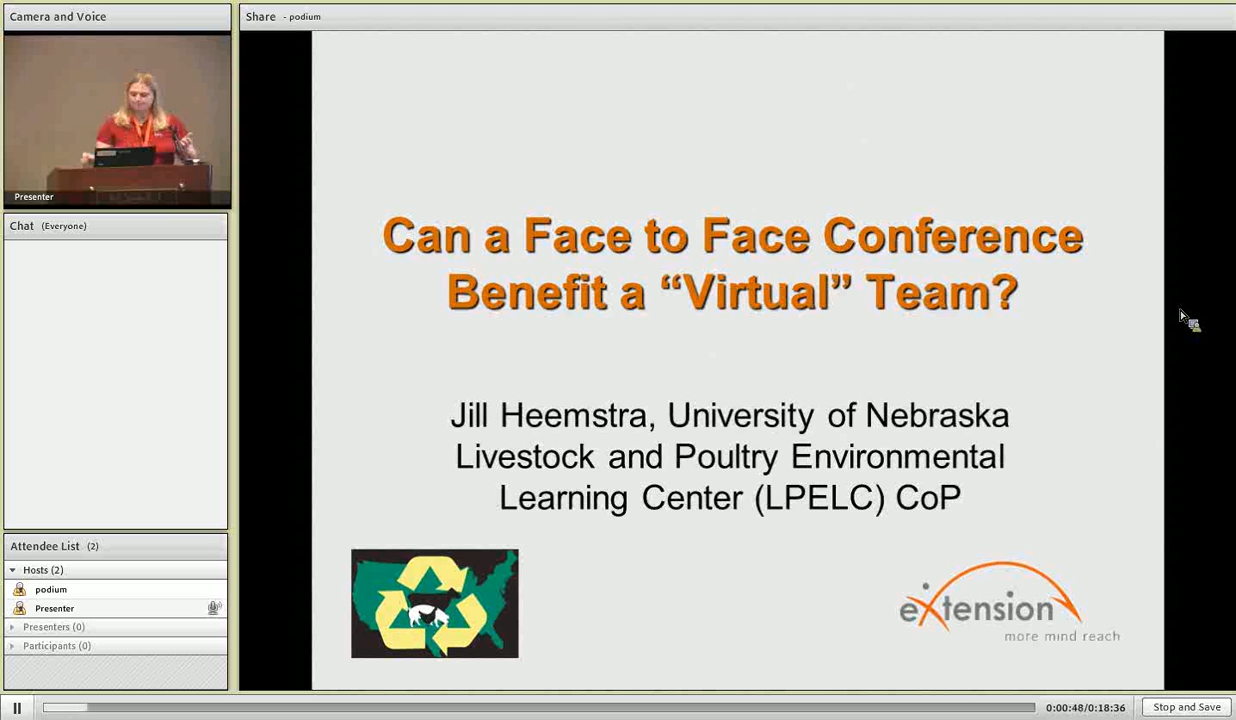 Camera and Voice
Share - podium
Presenter
Chat (Everyone)
Can a Face to Face Conference
Benefit a “Virtual” Team?
Jill Heemstra, University of Nebraska
Livestock and Poultry Environmental
Learning Center (LPELC) CoP
eXtension
more mind reach
Attendee List (2)
Hosts (2)
podium
Presenter
Presenters (0)
Participants (0)
0:00:48/0:18:36
Stop and Save